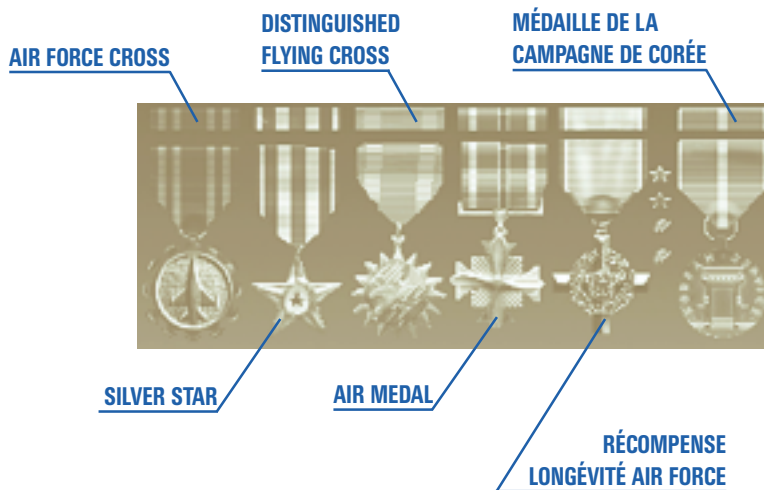 AIR FORCE CROSS
DISTINGUISHED
FLYING CROSS
MÉDAILLE DE LA
CAMPAGNE DE CORÉE
SILVER STAR
AIR MEDAL
RÉCOMPENSE
LONGÉVITÉ AIR FORCE